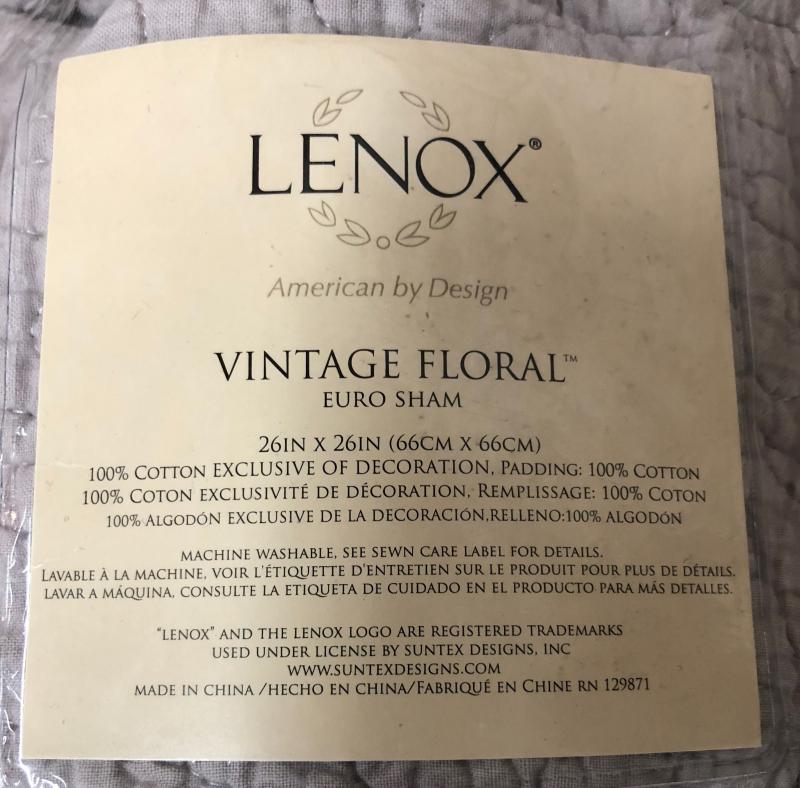 LENOX®
American by Design
VINTAGE FLORAL™
EURO SHAM
26IN X 26IN (66CM X 66CM)
100% COTTON EXCLUSIVE OF DECORATION, PADDING: 100% COTTON
100% COTON EXCLUSIVITÉ DE DÉCORATION, REMPLISSAGE: 100% COTON
100% ALGODÓN EXCLUSIVE DE LA DECORACIÓN,RELLENO:100% ALGODÓN
MACHINE WASHABLE, SEE SEWN CARE LABEL FOR DETAILS.
LAVABLE À LA MACHINE, VOIR L'ÉTIQUETTE D'ENTRETIEN SUR LE PRODUIT POUR PLUS DE DÉTAILS.
LAVAR A MÁQUINA, CONSULTE LA ETIQUETA DE CUIDADO EN EL PRODUCTO PARA MÁS DETALLES.
"LENOX" AND THE LENOX LOGO ARE REGISTERED TRADEMARKS
USED UNDER LICENSE BY SUNTEX DESIGNS, INC
WWW.SUNTEXDESIGNS.COM
MADE IN CHINA /HECHO EN CHINA/FABRIQUÉ EN CHINE RN 129871